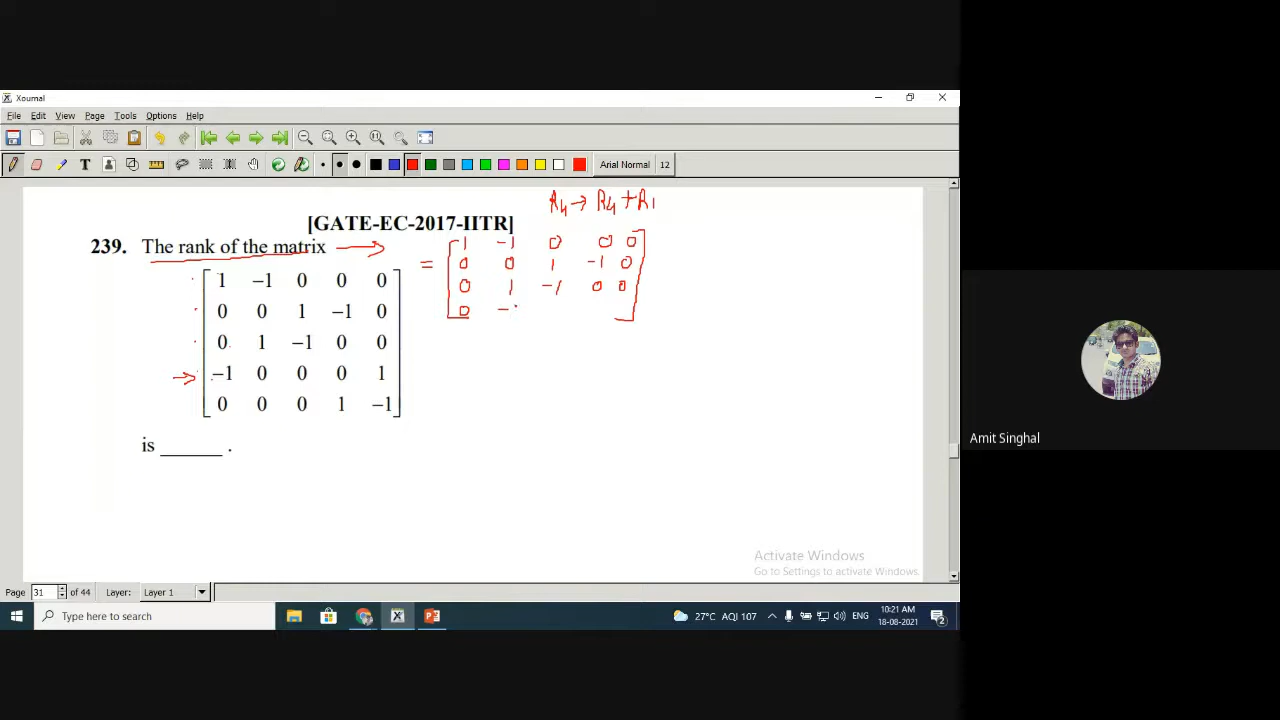 Xournal
File Edit View Page Tools Options Help
Arial Normal 12
R4 → R4 + R1
[GATE-EC-2017-IITR]
239. The rank of the matrix →
1 −1 0 0 0
0 0 1 −1 0
0 1 −1 0 0
→ −1 0 0 0 1
0 0 0 1 −1
=
1 -1 0 0 0
0 0 1 -1 0
0 1 -1 0 0
0 -
is ______ .
Amit Singhal
Activate Windows
Go to Settings to activate Windows.
Page 31 of 44 Layer: Layer 1
Type here to search
27°C AQI 107 ENG
10:21 AM
18-08-2021
2